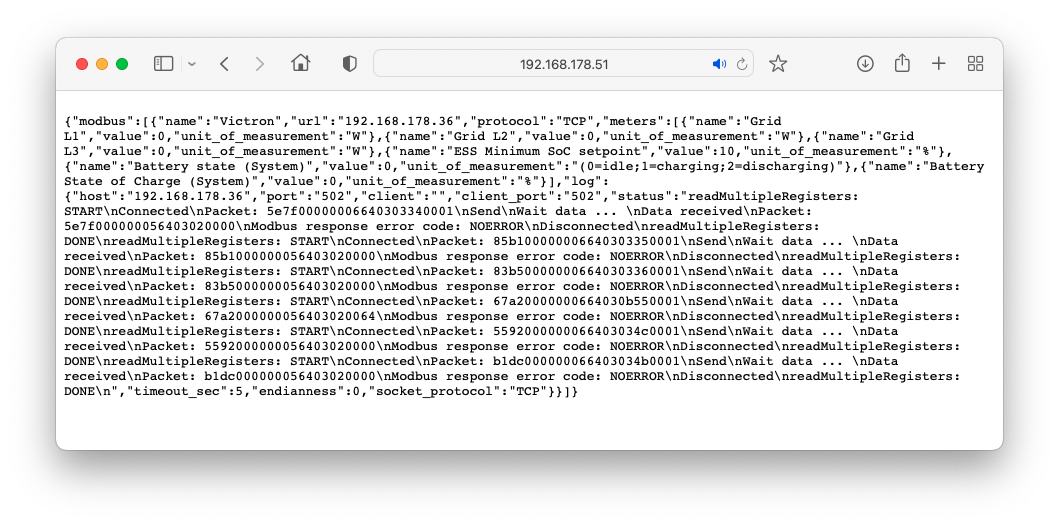 192.168.178.51
{"modbus":[{"name":"Victron","url":"192.168.178.36","protocol":"TCP","meters":[{"name":"Grid
L1","value":0,"unit_of_measurement":"W"},{"name":"Grid L2","value":0,"unit_of_measurement":"W"},{"name":"Grid
L3","value":0,"unit_of_measurement":"W"},{"name":"ESS Minimum SoC setpoint","value":10,"unit_of_measurement":"%"},
{"name":"Battery state (System)","value":0,"unit_of_measurement":"(0=idle;1=charging;2=discharging)"},{"name":"Battery
State of Charge (System)","value":0,"unit_of_measurement":"%"}],"log":
{"host":"192.168.178.36","port":"502","client":"","client_port":"502","status":"readMultipleRegisters:
START\nConnected\nPacket: 5e7f00000006640303340001\nSend\nWait data ... \nData received\nPacket:
5e7f000000056403020000\nModbus response error code: NOERROR\nDisconnected\nreadMultipleRegisters:
DONE\nreadMultipleRegisters: START\nConnected\nPacket: 85b100000006640303350001\nSend\nWait data ... \nData
received\nPacket: 85b1000000056403020000\nModbus response error code: NOERROR\nDisconnected\nreadMultipleRegisters:
DONE\nreadMultipleRegisters: START\nConnected\nPacket: 83b500000006640303360001\nSend\nWait data ... \nData
received\nPacket: 83b5000000056403020000\nModbus response error code: NOERROR\nDisconnected\nreadMultipleRegisters:
DONE\nreadMultipleRegisters: START\nConnected\nPacket: 67a20000000664030b550001\nSend\nWait data ... \nData
received\nPacket: 67a2000000056403020064\nModbus response error code: NOERROR\nDisconnected\nreadMultipleRegisters:
DONE\nreadMultipleRegisters: START\nConnected\nPacket: 5592000000066403034c0001\nSend\nWait data ... \nData
received\nPacket: 5592000000056403020000\nModbus response error code: NOERROR\nDisconnected\nreadMultipleRegisters:
DONE\nreadMultipleRegisters: START\nConnected\nPacket: b1dc000000066403034b0001\nSend\nWait data ... \nData
received\nPacket: b1dc000000056403020000\nModbus response error code: NOERROR\nDisconnected\nreadMultipleRegisters:
DONE\n","timeout_sec":5,"endianness":0,"socket_protocol":"TCP"}}]}